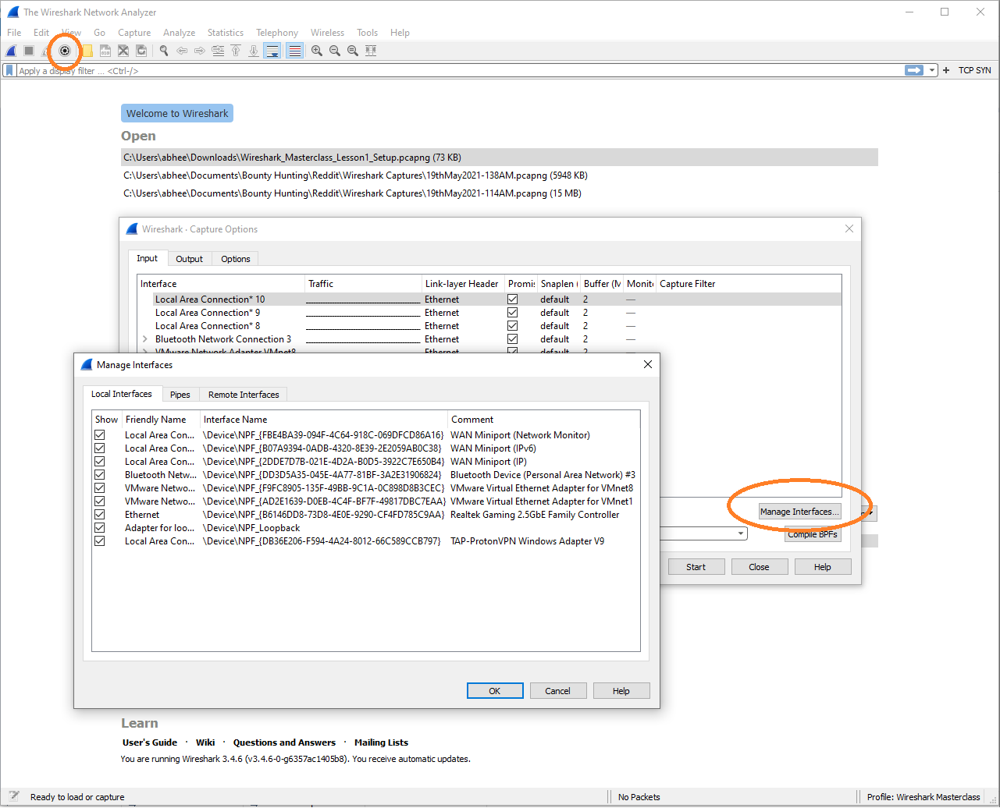 The Wireshark Network Analyzer
File Edit View Go Capture Analyze Statistics Telephony Wireless Tools Help
Apply a display filter ... <Ctrl-/> + TCP SYN
Welcome to Wireshark
Open
C:\Users\abhee\Downloads\Wireshark_Masterclass_Lesson1_Setup.pcapng (73 KB)
C:\Users\abhee\Documents\Bounty Hunting\Reddit\Wireshark Captures\19thMay2021-138AM.pcapng (5948 KB)
C:\Users\abhee\Documents\Bounty Hunting\Reddit\Wireshark Captures\19thMay2021-114AM.pcapng (15 MB)
Wireshark · Capture Options
Input Output Options
Interface Traffic Link-layer Header Promis Snaplen ( Buffer (M Monito Capture Filter
Local Area Connection* 10 Ethernet default 2 —
Local Area Connection* 9 Ethernet default 2 —
Local Area Connection* 8 Ethernet default 2 —
Bluetooth Network Connection 3 Ethernet default 2 —
VMware Network Adapter VMnet8 Ethernet default 2 —
Manage Interfaces
Local Interfaces Pipes Remote Interfaces
Show Friendly Name Interface Name Comment
Local Area Con... \Device\NPF_{FBE4BA39-094F-4C64-918C-069DFCD86A16} WAN Miniport (Network Monitor)
Local Area Con... \Device\NPF_{B07A9394-0ADB-4320-8E39-2E2059AB0C38} WAN Miniport (IPv6)
Local Area Con... \Device\NPF_{2DDE7D7B-021E-4D2A-B0D5-3922C7E650B4} WAN Miniport (IP)
Bluetooth Netw... \Device\NPF_{DD3D5A35-045E-4A77-81BF-3A2E31906824} Bluetooth Device (Personal Area Network) #3
VMware Netwo... \Device\NPF_{F9FC8905-135F-49BB-9C1A-0C898D8B3CEC} VMware Virtual Ethernet Adapter for VMnet8
VMware Netwo... \Device\NPF_{AD2E1639-D0EB-4C4F-BF7F-49817DBC7EAA} VMware Virtual Ethernet Adapter for VMnet1
Ethernet \Device\NPF_{B6146DD8-73D8-4E0E-9290-CF4FD785C9AA} Realtek Gaming 2.5GbE Family Controller
Adapter for loo... \Device\NPF_Loopback
Local Area Con... \Device\NPF_{DB36E206-F594-4A24-8012-66C589CCB797} TAP-ProtonVPN Windows Adapter V9
Manage Interfaces...
Compile BPFs
Start Close Help
OK Cancel Help
Learn
User's Guide · Wiki · Questions and Answers · Mailing Lists
You are running Wireshark 3.4.6 (v3.4.6-0-g6357ac1405b8). You receive automatic updates.
Ready to load or capture No Packets Profile: Wireshark Masterclass